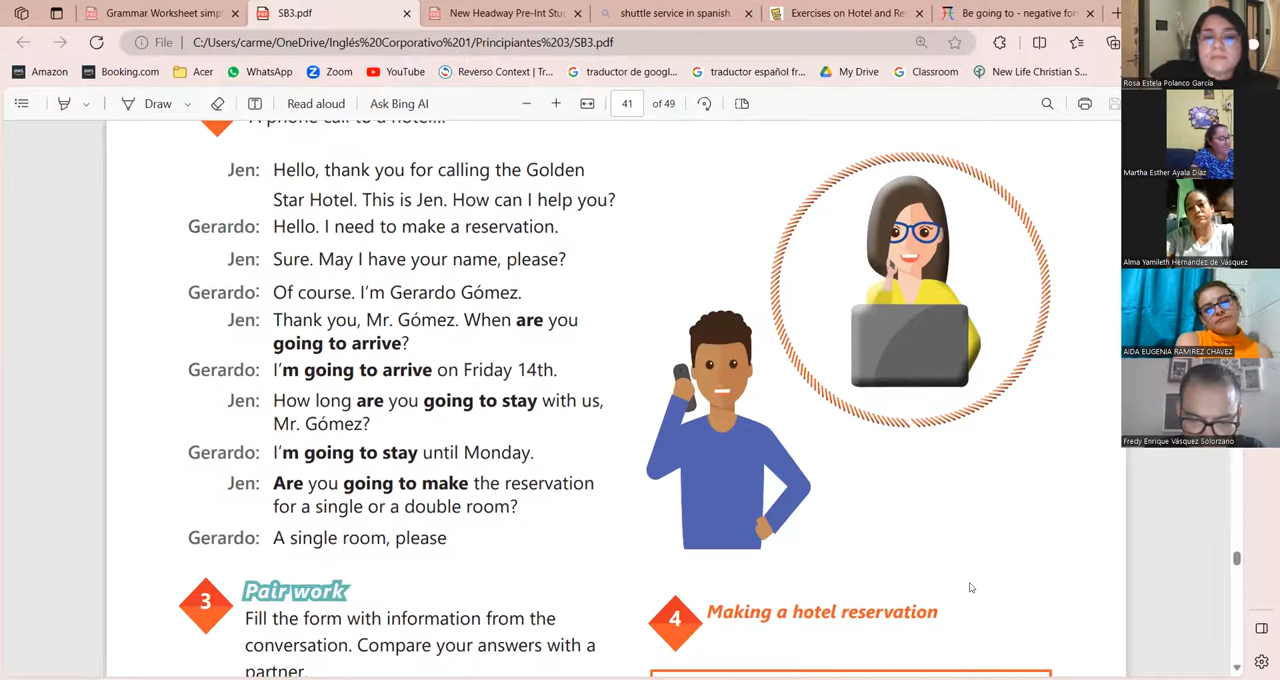 Grammar Worksheet simp
SB3.pdf
New Headway Pre-Int Stu
shuttle service in spanish
Exercises on Hotel and Re
Be going to - negative for
File
C:/Users/carme/OneDrive/Inglés%20Corporativo%201/Principiantes%203/SB3.pdf
Amazon
Booking.com
Acer
WhatsApp
Zoom
YouTube
Reverso Context | Tr...
traductor de googl...
traductor español fr...
My Drive
Classroom
New Life Christian S...
Draw
Read aloud
Ask Bing AI
41 of 49
A phone call to a hotel...
Jen: Hello, thank you for calling the Golden
Star Hotel. This is Jen. How can I help you?
Gerardo: Hello. I need to make a reservation.
Jen: Sure. May I have your name, please?
Gerardo: Of course. I'm Gerardo Gómez.
Jen: Thank you, Mr. Gómez. When are you
going to arrive?
Gerardo: I'm going to arrive on Friday 14th.
Jen: How long are you going to stay with us,
Mr. Gómez?
Gerardo: I'm going to stay until Monday.
Jen: Are you going to make the reservation
for a single or a double room?
Gerardo: A single room, please
3
Pair work
Fill the form with information from the
conversation. Compare your answers with a
partner.
4
Making a hotel reservation
Rosa Estela Polanco García
Martha Esther Ayala Diaz
Alma Yamileth Hernández de Vásquez
AIDA EUGENIA RAMIREZ CHAVEZ
Fredy Enrique Vásquez Solorzano